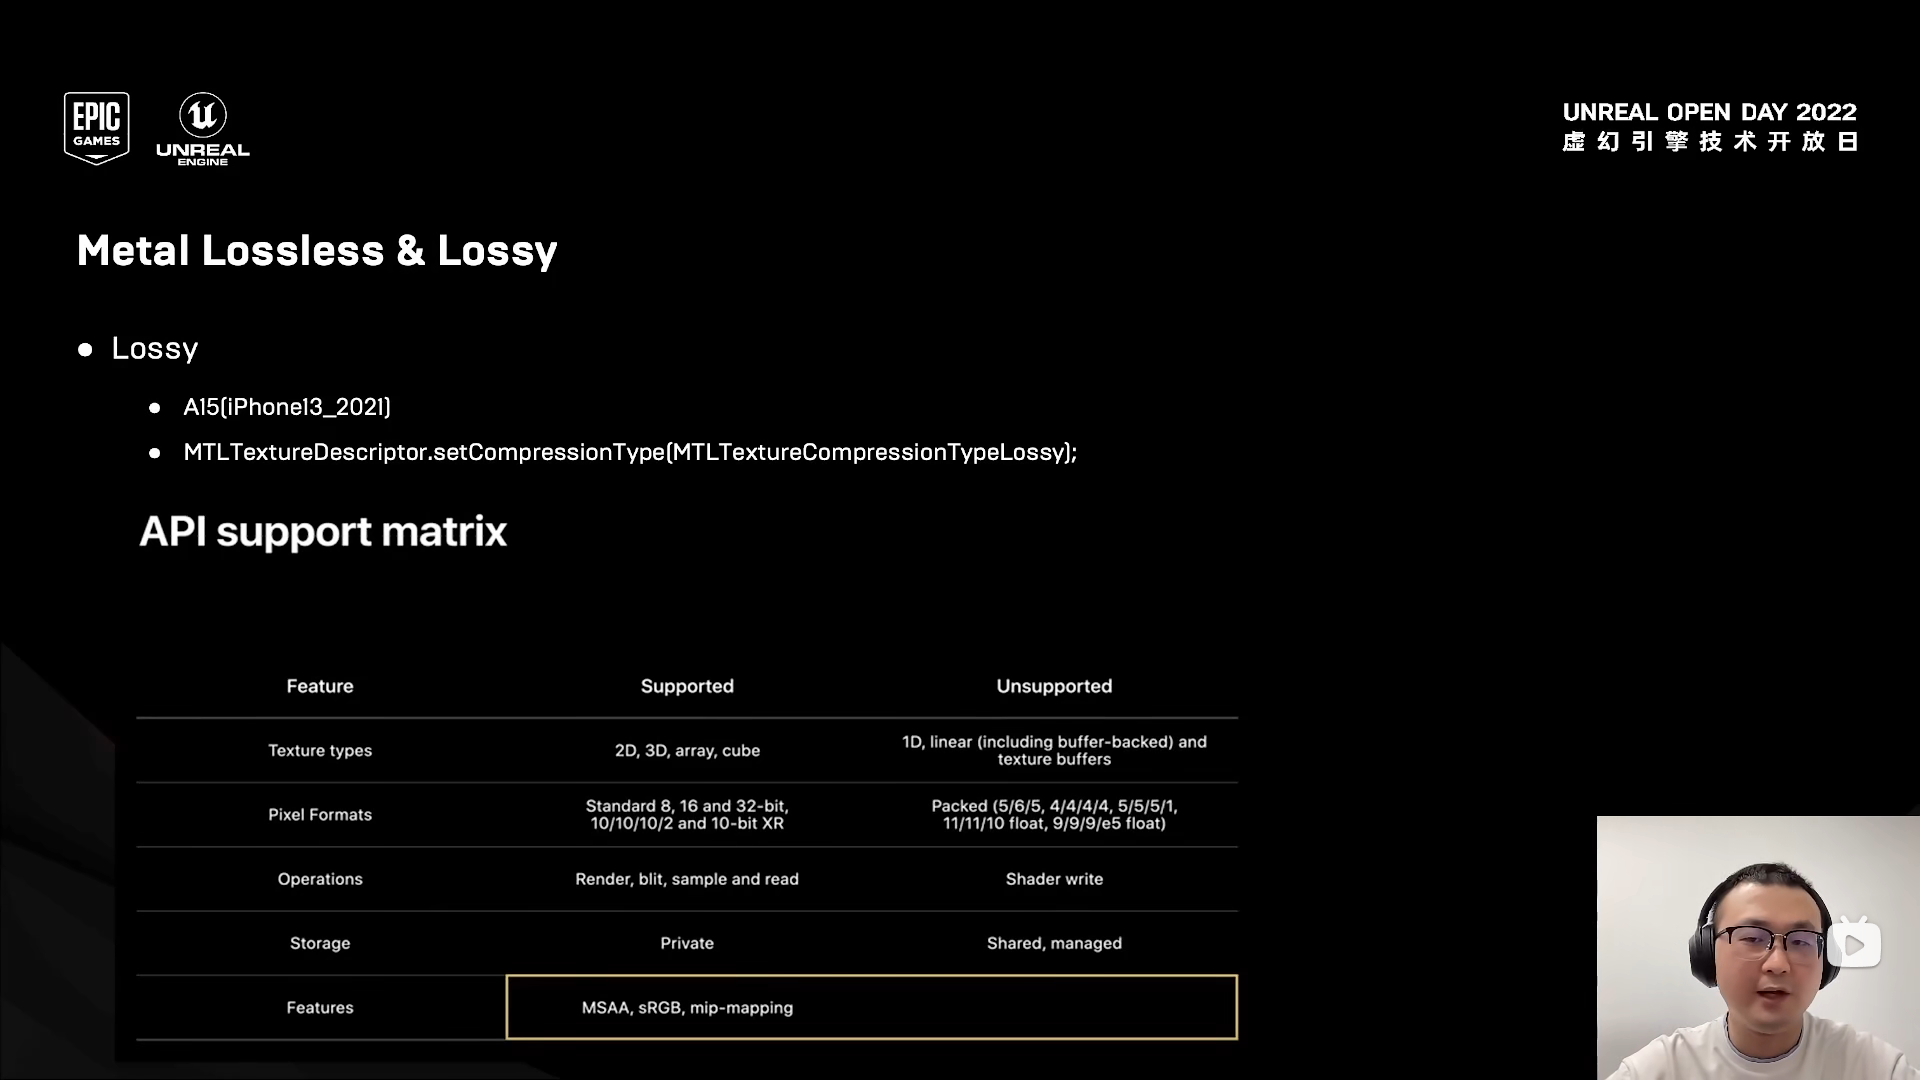 EPIC
GAMES
UNREAL
ENGINE
UNREAL OPEN DAY 2022
虚幻引擎技术开放日
Metal Lossless & Lossy
● Lossy
● A15(iPhone13_2021)
● MTLTextureDescriptor.setCompressionType(MTLTextureCompressionTypeLossy);
API support matrix
Feature Supported Unsupported
Texture types 2D, 3D, array, cube 1D, linear (including buffer-backed) and
texture buffers
Pixel Formats Standard 8, 16 and 32-bit, Packed (5/6/5, 4/4/4/4, 5/5/5/1,
10/10/10/2 and 10-bit XR 11/11/10 float, 9/9/9/e5 float)
Operations Render, blit, sample and read Shader write
Storage Private Shared, managed
Features MSAA, sRGB, mip-mapping